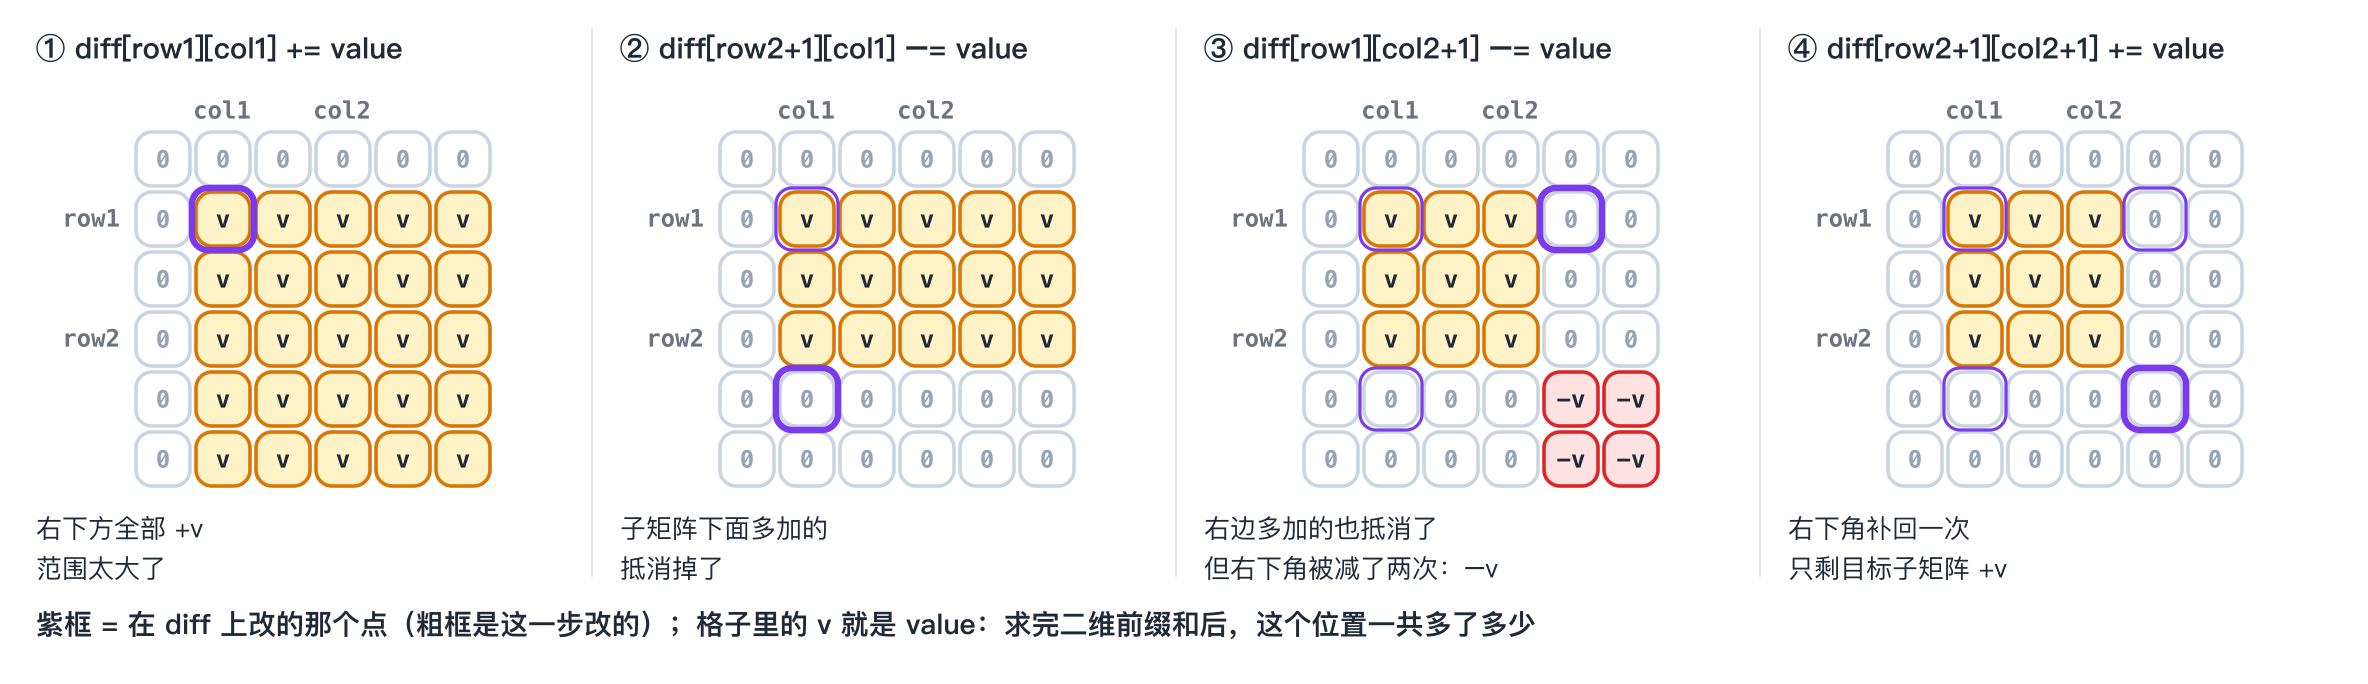 ① diff[row1][col1] += value
col1 col2
0 0 0 0 0 0
row1 0 v v v v v
0 v v v v v
row2 0 v v v v v
0 v v v v v
0 v v v v v
右下方全部 +v
范围太大了
② diff[row2+1][col1] −= value
col1 col2
0 0 0 0 0 0
row1 0 v v v v v
0 v v v v v
row2 0 v v v v v
0 0 0 0 0 0
0 0 0 0 0 0
子矩阵下面多加的
抵消掉了
③ diff[row1][col2+1] −= value
col1 col2
0 0 0 0 0 0
row1 0 v v v 0 0
0 v v v 0 0
row2 0 v v v 0 0
0 0 0 0 −v −v
0 0 0 0 −v −v
右边多加的也抵消了
但右下角被减了两次：−v
④ diff[row2+1][col2+1] += value
col1 col2
0 0 0 0 0 0
row1 0 v v v 0 0
0 v v v 0 0
row2 0 v v v 0 0
0 0 0 0 0 0
0 0 0 0 0 0
右下角补回一次
只剩目标子矩阵 +v
紫框 = 在 diff 上改的那个点（粗框是这一步改的）；格子里的 v 就是 value：求完二维前缀和后，这个位置一共多了多少